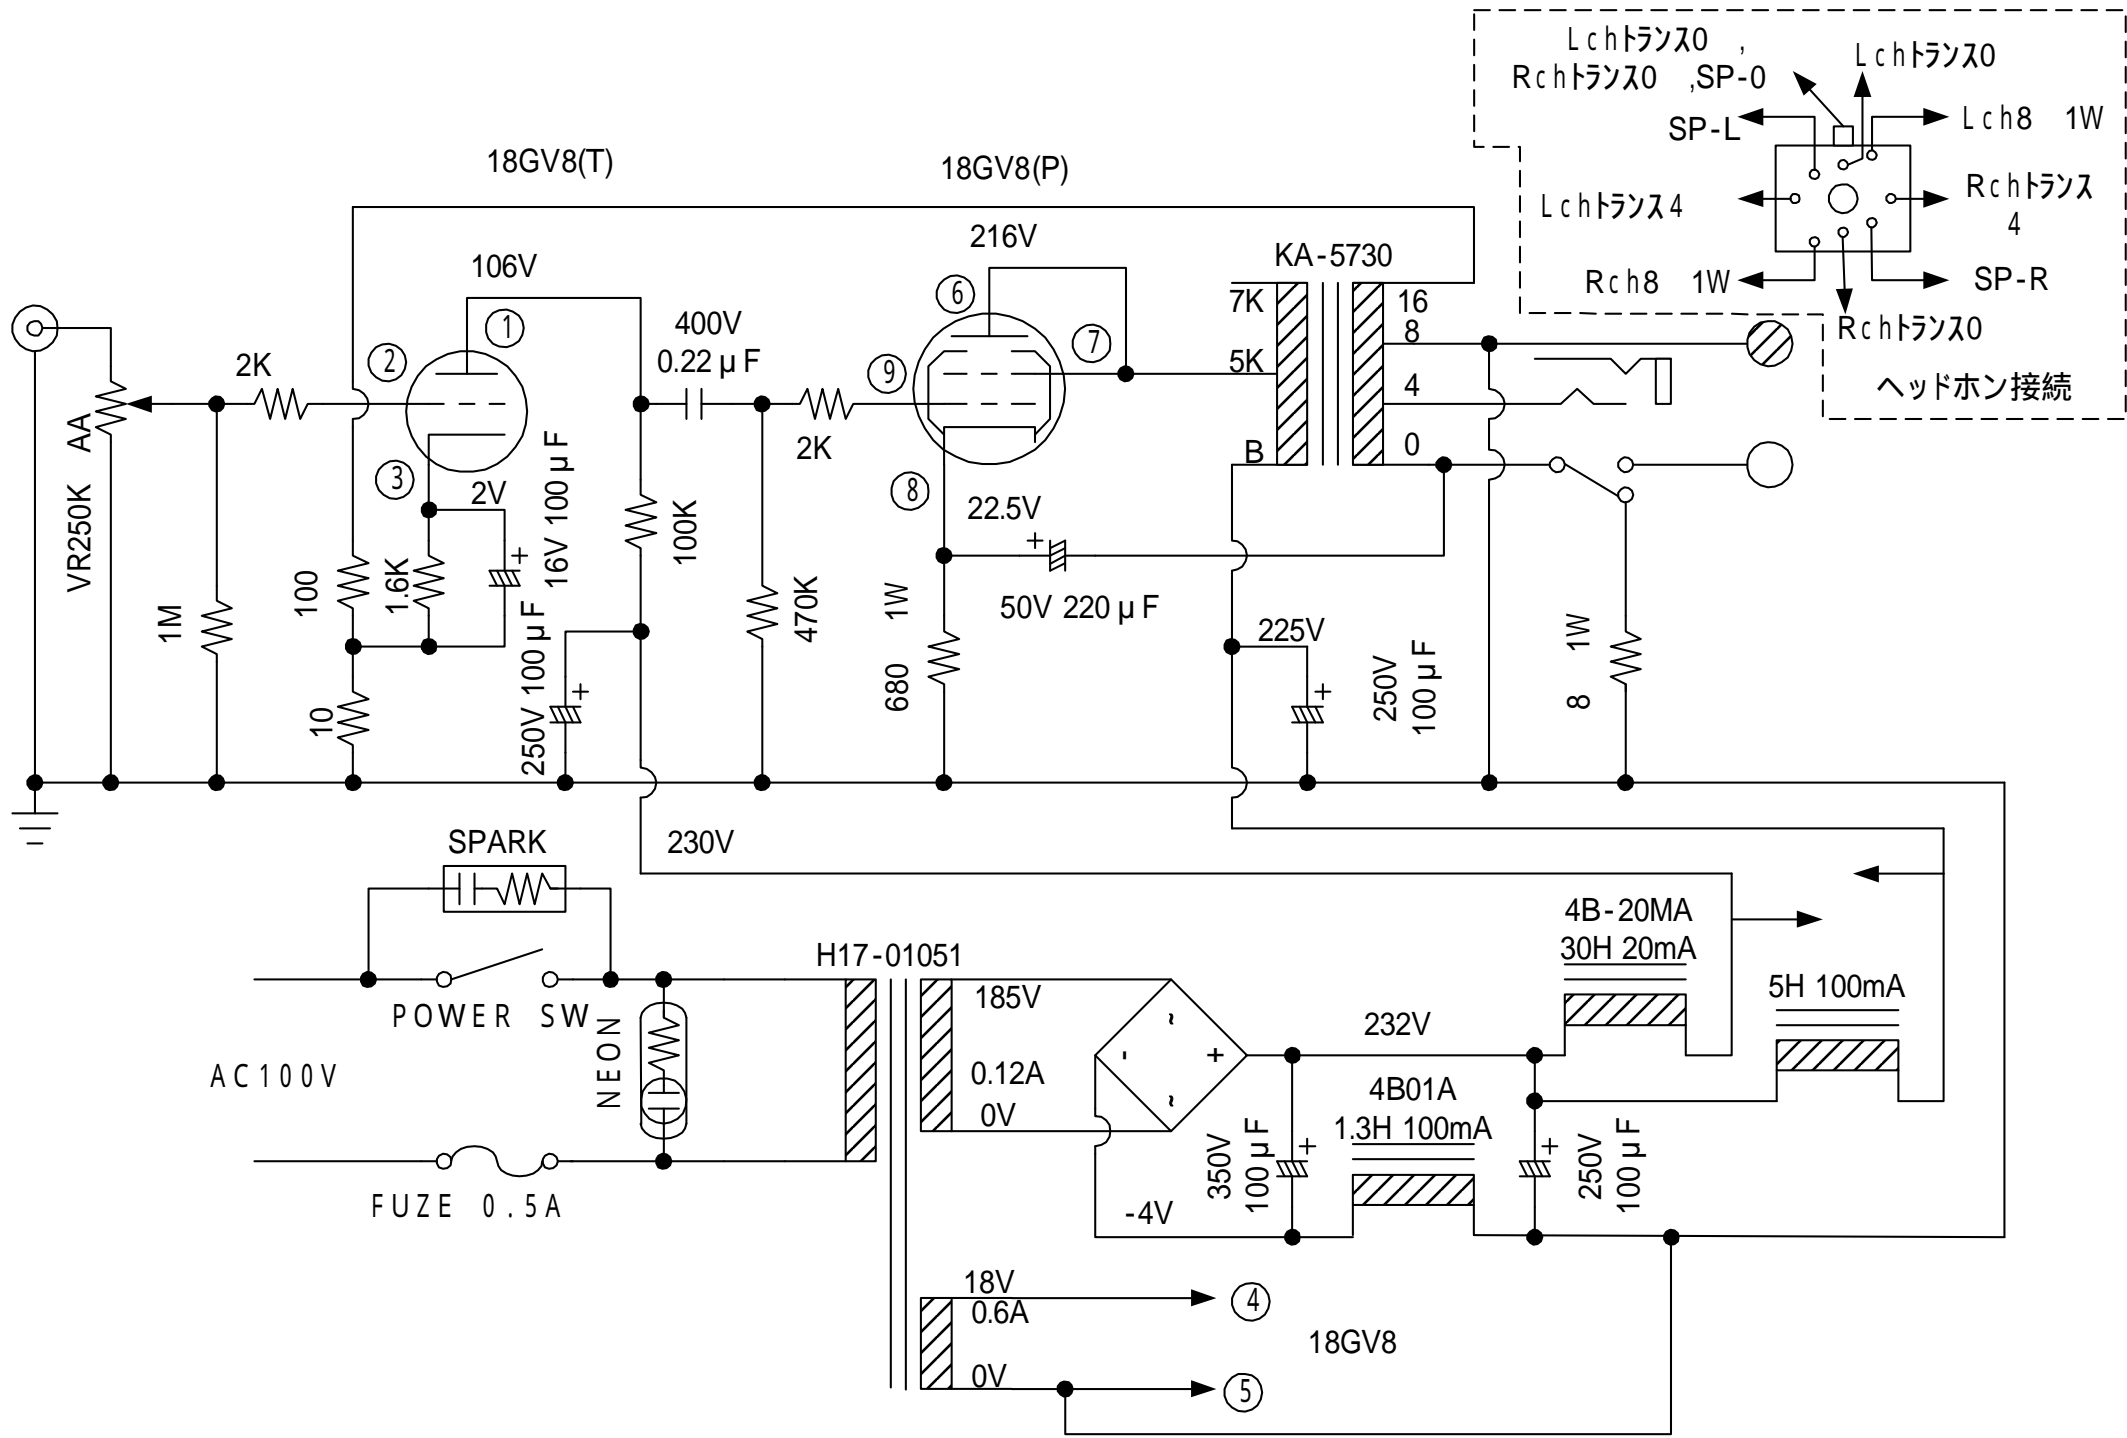 Lchトランス0 ,
Rchトランス0 ,SP-0
Lchトランス0
SP-L
Lch8 1W
Lchトランス4
Rchトランス
4
Rch8 1W
SP-R
Rchトランス0
ヘッドホン接続
18GV8(T)
18GV8(P)
106V
216V
KA-5730
1
2
3
6
7
8
9
7K
5K
B
16
8
4
0
400V
0.22μF
2K
2K
VR250K AA
1M
100
1.6K
2V
16V 100μF
100K
10
250V 100μF
470K
22.5V
50V 220μF
1W
680
225V
250V
100μF
1W
8
SPARK
230V
POWER SW
NEON
AC100V
FUZE 0.5A
H17-01051
185V
0.12A
0V
~
-
+
~
232V
-4V
350V
100μF
4B01A
1.3H 100mA
4B-20MA
30H 20mA
5H 100mA
250V
100μF
18V
0.6A
0V
4
5
18GV8